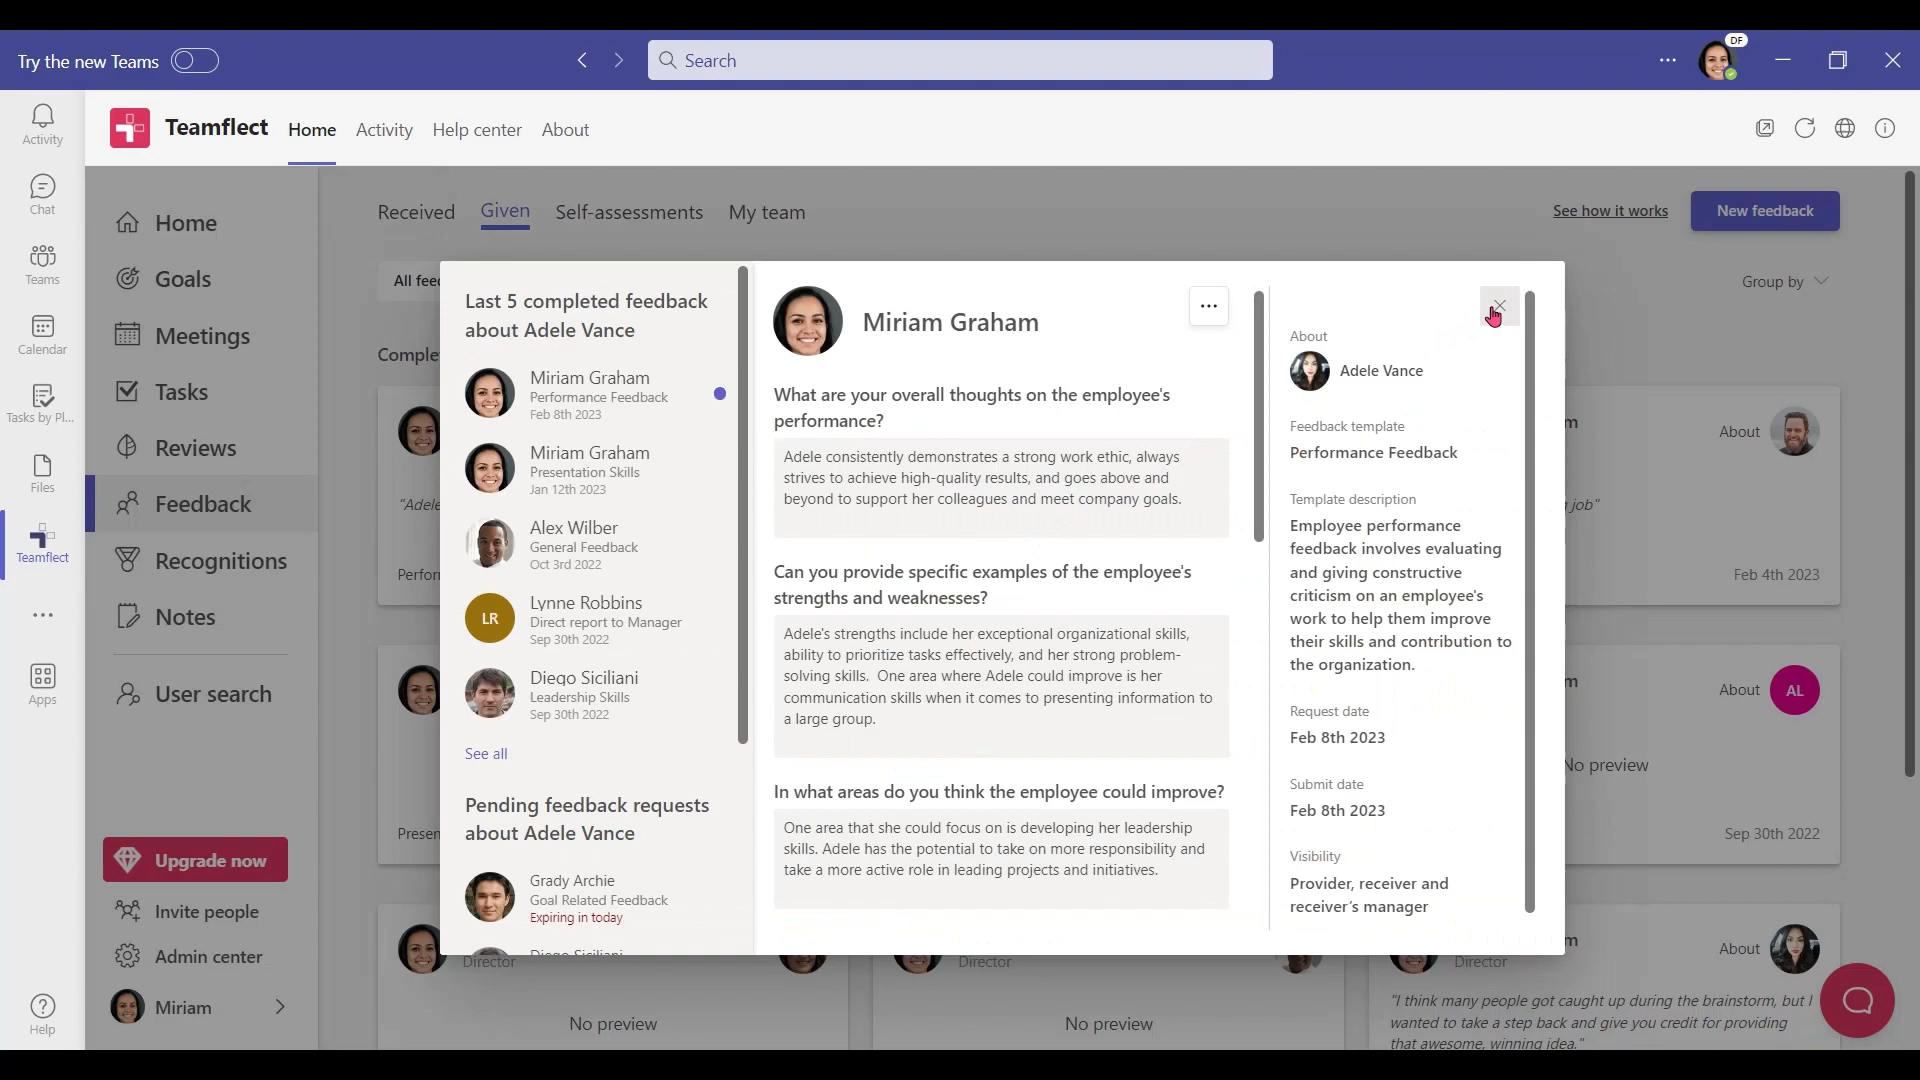 Try the new Teams
Search
DF
Activity
Chat
Teams
Calendar
Tasks by Pl...
Files
Teamflect
Apps
Help
Teamflect
Home
Activity
Help center
About
Home
Goals
Meetings
Tasks
Reviews
Feedback
Recognitions
Notes
User search
Upgrade now
Invite people
Admin center
Miriam
Received
Given
Self-assessments
My team
See how it works
New feedback
All fee
Group by
Comple
"Adele
Perfor
Presen
Last 5 completed feedback
about Adele Vance
Miriam Graham
Performance Feedback
Feb 8th 2023
Miriam Graham
Presentation Skills
Jan 12th 2023
Alex Wilber
General Feedback
Oct 3rd 2022
LR
Lynne Robbins
Direct report to Manager
Sep 30th 2022
Diego Siciliani
Leadership Skills
Sep 30th 2022
See all
Pending feedback requests
about Adele Vance
Grady Archie
Goal Related Feedback
Expiring in today
Diego Siciliani
Miriam Graham
What are your overall thoughts on the employee's
performance?
Adele consistently demonstrates a strong work ethic, always
strives to achieve high-quality results, and goes above and
beyond to support her colleagues and meet company goals.
Can you provide specific examples of the employee's
strengths and weaknesses?
Adele's strengths include her exceptional organizational skills,
ability to prioritize tasks effectively, and her strong problem-
solving skills. One area where Adele could improve is her
communication skills when it comes to presenting information to
a large group.
In what areas do you think the employee could improve?
One area that she could focus on is developing her leadership
skills. Adele has the potential to take on more responsibility and
take a more active role in leading projects and initiatives.
About
Adele Vance
Feedback template
Performance Feedback
Template description
Employee performance
feedback involves evaluating
and giving constructive
criticism on an employee's
work to help them improve
their skills and contribution to
the organization.
Request date
Feb 8th 2023
Submit date
Feb 8th 2023
Visibility
Provider, receiver and
receiver's manager
m
About
job"
Feb 4th 2023
m
About
AL
No preview
Sep 30th 2022
Director
No preview
Director
No preview
m
Director
About
"I think many people got caught up during the brainstorm, but I
wanted to take a step back and give you credit for providing
that awesome, winning idea."